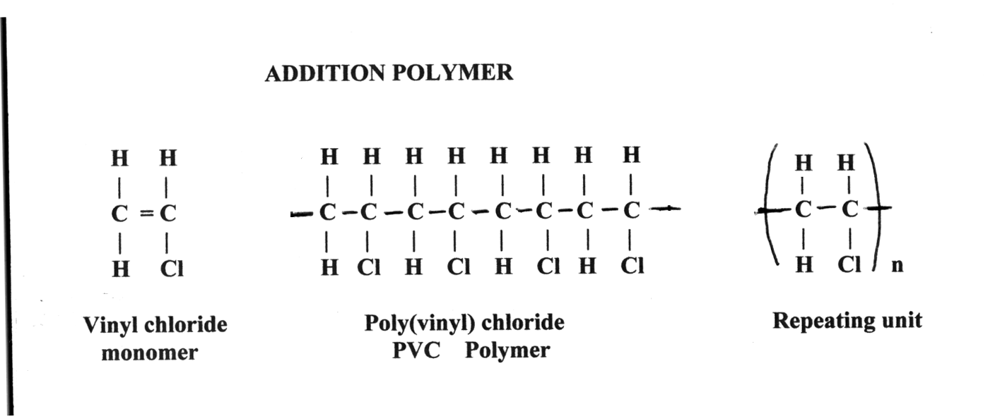 ADDITION POLYMER
H H H H H H H H H H H H
| | | | | | | | | | | |
C = C – C – C – C – C – C – C – C – C – – C – C –
| | | | | | | | | | | |
H Cl H Cl H Cl H Cl H Cl H Cl n
Vinyl chloride Poly(vinyl) chloride Repeating unit
monomer PVC Polymer